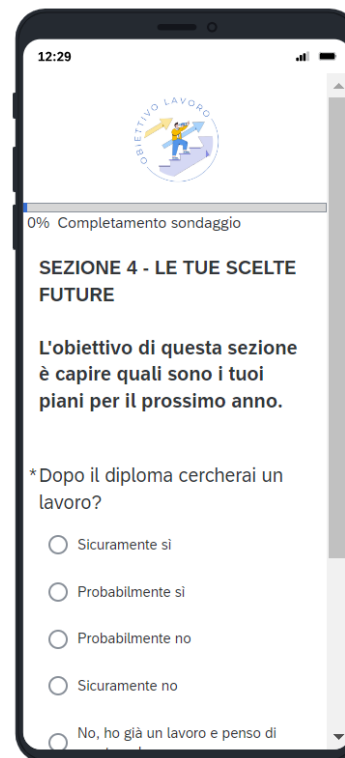 12:29
OBIETTIVO LAVORO
0% Completamento sondaggio
SEZIONE 4 - LE TUE SCELTE
FUTURE
L'obiettivo di questa sezione
è capire quali sono i tuoi
piani per il prossimo anno.
*Dopo il diploma cercherai un
lavoro?
Sicuramente sì
Probabilmente sì
Probabilmente no
Sicuramente no
No, ho già un lavoro e penso di